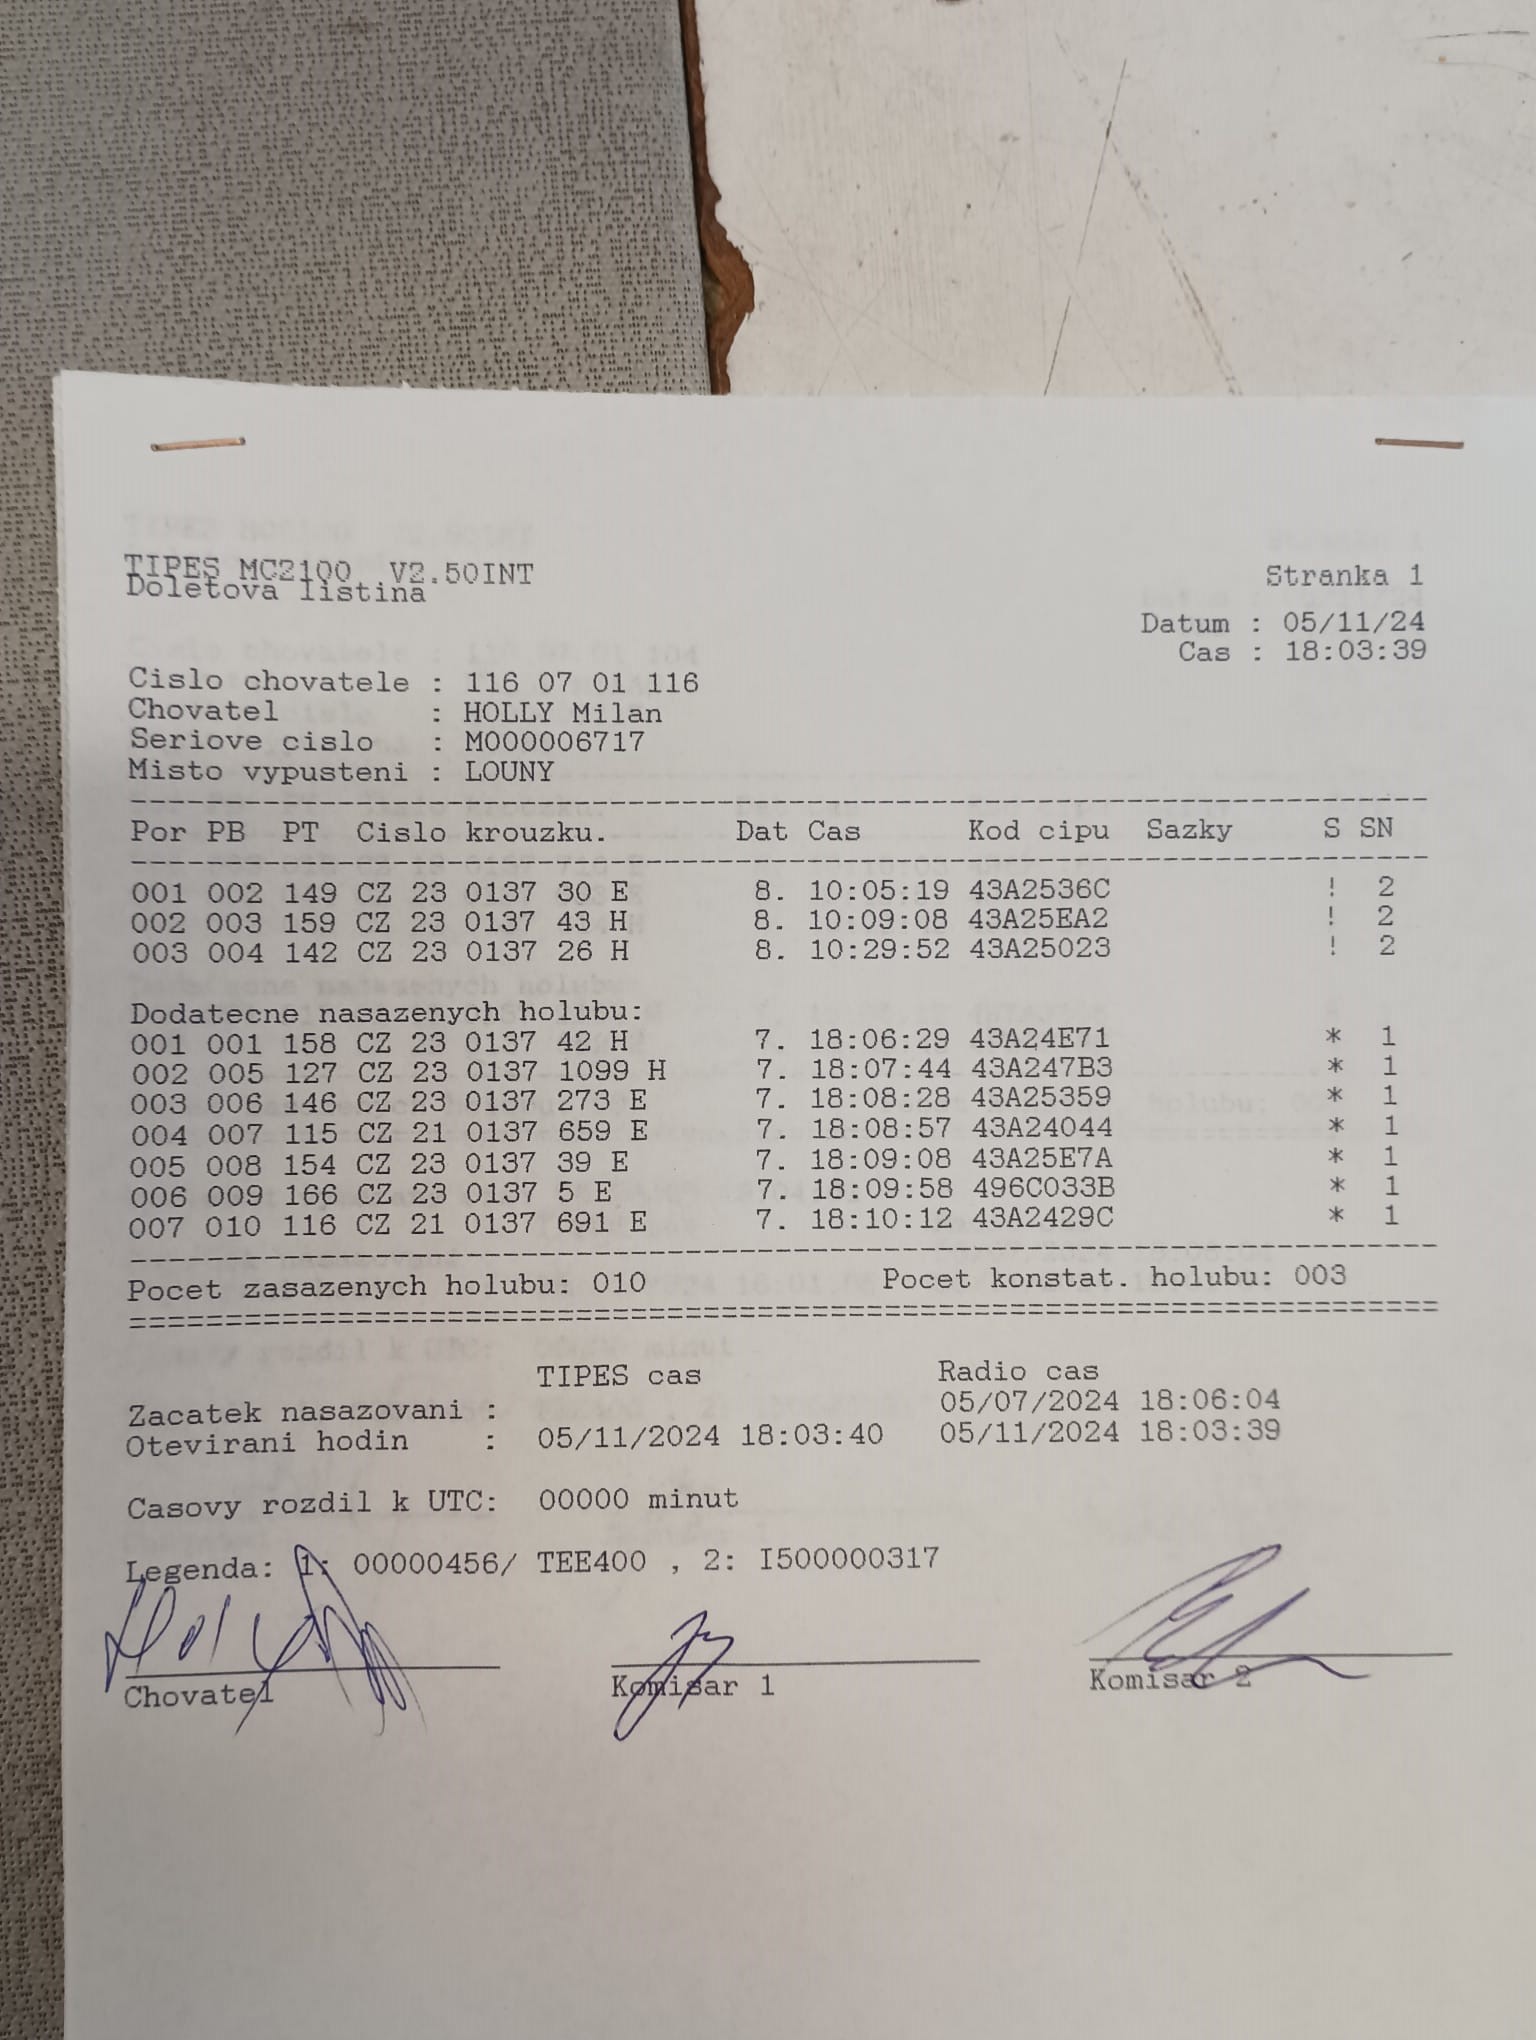 TIPES MC2100 V2.50INT
Doletova listina
Stranka 1
Datum : 05/11/24
Cas : 18:03:39
Cislo chovatele : 116 07 01 116
Chovatel : HOLLY Milan
Seriove cislo : M000006717
Misto vypusteni : LOUNY
Por PB PT Cislo krouzku. Dat Cas Kod cipu Sazky S SN
001 002 149 CZ 23 0137 30 E 8. 10:05:19 43A2536C ! 2
002 003 159 CZ 23 0137 43 H 8. 10:09:08 43A25EA2 ! 2
003 004 142 CZ 23 0137 26 H 8. 10:29:52 43A25023 ! 2
Dodatecne nasazenych holubu:
001 001 158 CZ 23 0137 42 H 7. 18:06:29 43A24E71 * 1
002 005 127 CZ 23 0137 1099 H 7. 18:07:44 43A247B3 * 1
003 006 146 CZ 23 0137 273 E 7. 18:08:28 43A25359 * 1
004 007 115 CZ 21 0137 659 E 7. 18:08:57 43A24044 * 1
005 008 154 CZ 23 0137 39 E 7. 18:09:08 43A25E7A * 1
006 009 166 CZ 23 0137 5 E 7. 18:09:58 496C033B * 1
007 010 116 CZ 21 0137 691 E 7. 18:10:12 43A2429C * 1
Pocet zasazenych holubu: 010 Pocet konstat. holubu: 003
TIPES cas Radio cas
Zacatek nasazovani : 05/07/2024 18:06:04
Otevirani hodin : 05/11/2024 18:03:40 05/11/2024 18:03:39
Casovy rozdil k UTC: 00000 minut
Legenda: 1: 00000456/ TEE400 , 2: I500000317
Chovatel Komisar 1 Komisar 2